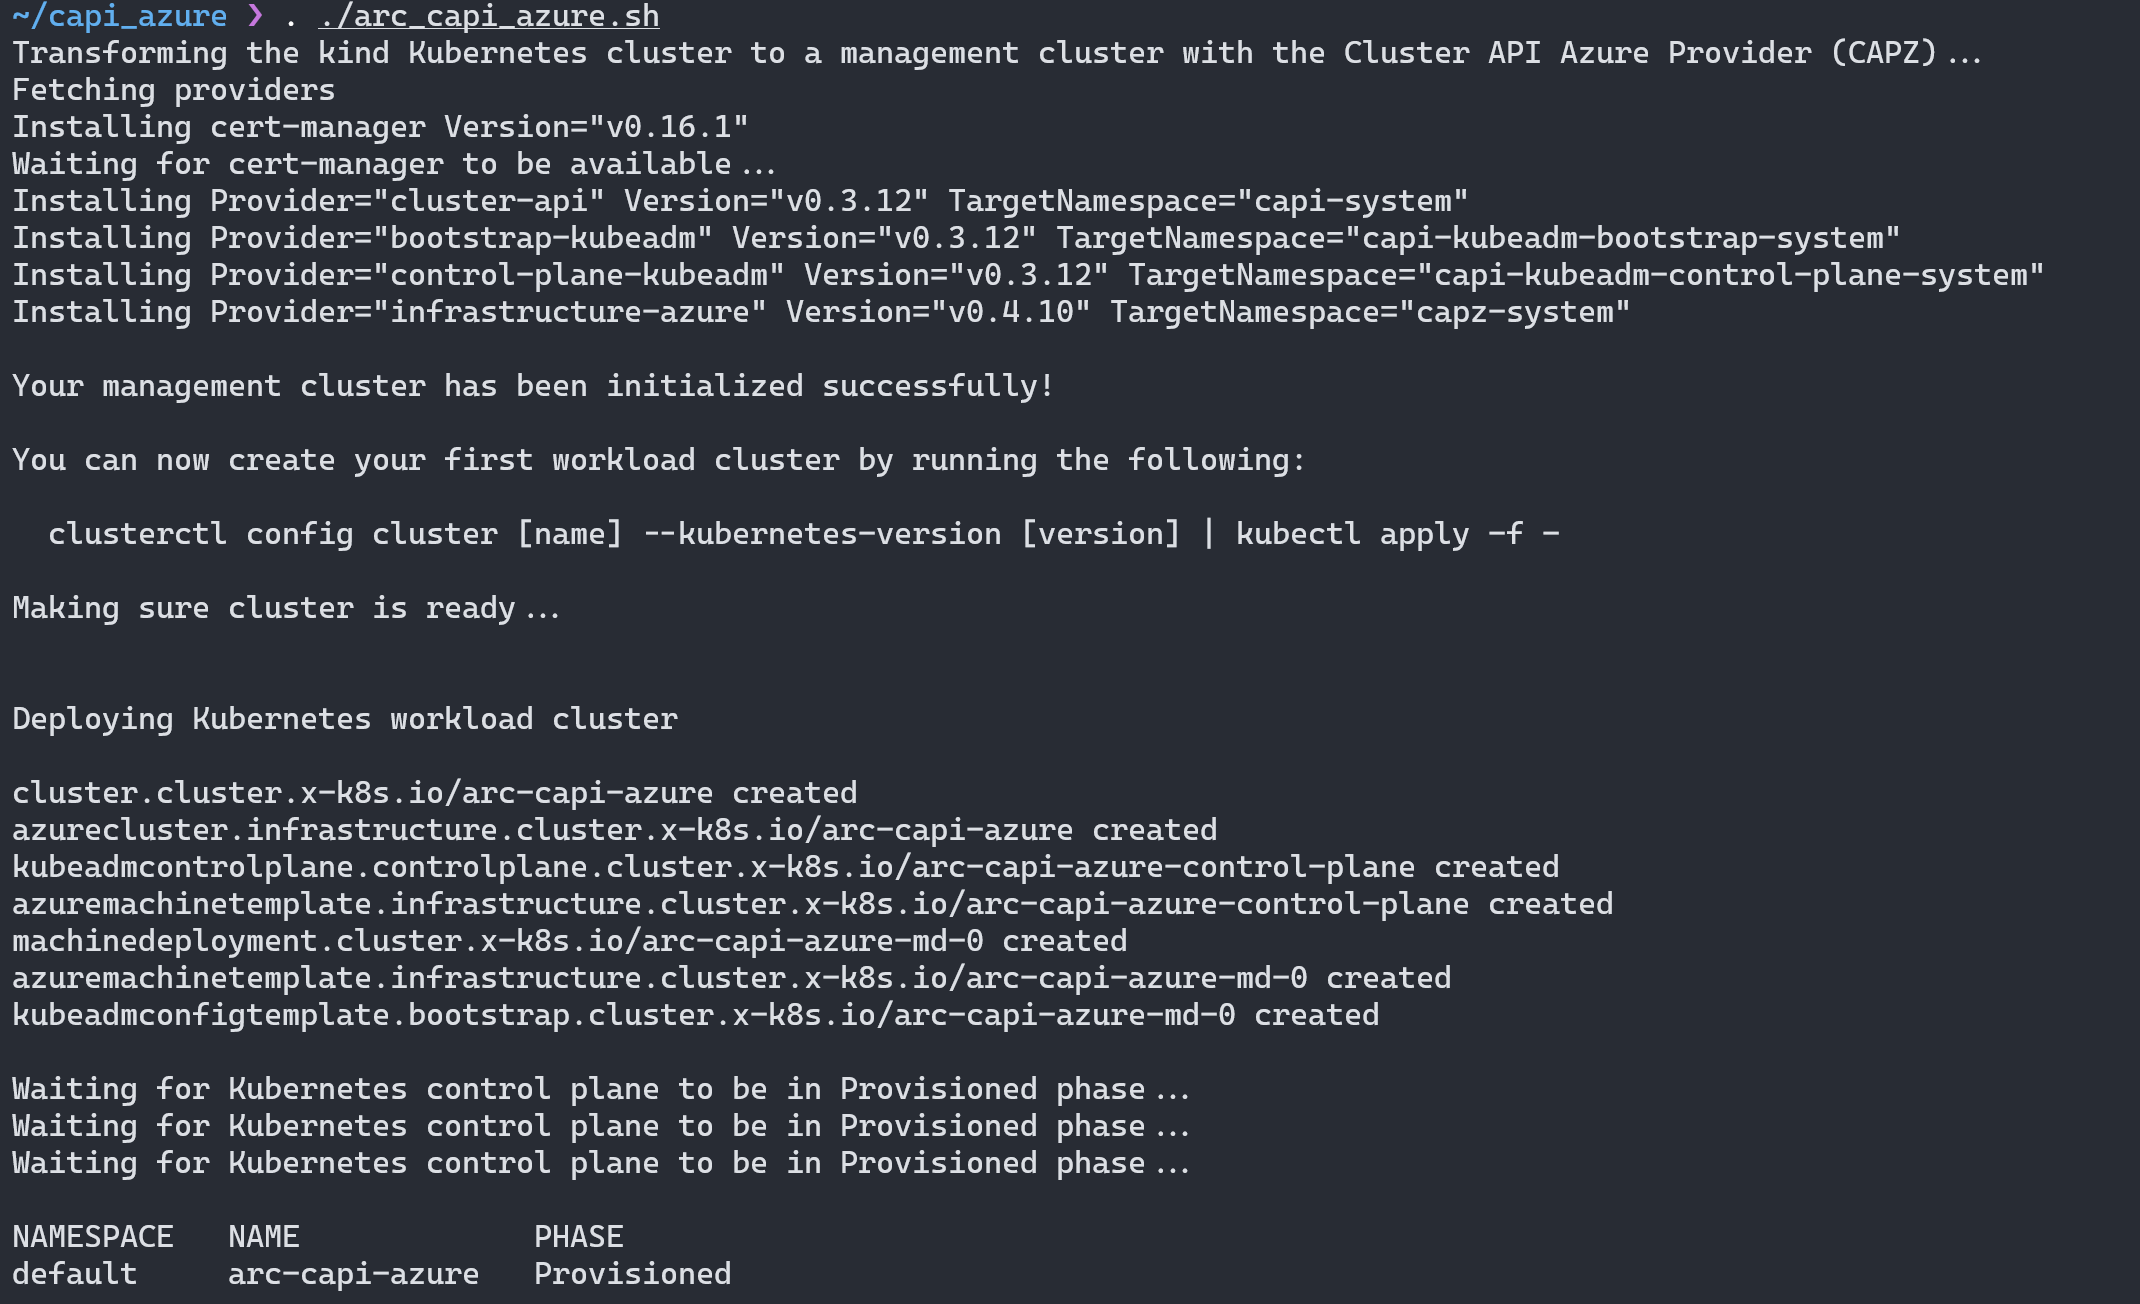 ~/capi_azure ❯ . ./arc_capi_azure.sh
Transforming the kind Kubernetes cluster to a management cluster with the Cluster API Azure Provider (CAPZ)...
Fetching providers
Installing cert-manager Version="v0.16.1"
Waiting for cert-manager to be available...
Installing Provider="cluster-api" Version="v0.3.12" TargetNamespace="capi-system"
Installing Provider="bootstrap-kubeadm" Version="v0.3.12" TargetNamespace="capi-kubeadm-bootstrap-system"
Installing Provider="control-plane-kubeadm" Version="v0.3.12" TargetNamespace="capi-kubeadm-control-plane-system"
Installing Provider="infrastructure-azure" Version="v0.4.10" TargetNamespace="capz-system"
Your management cluster has been initialized successfully!
You can now create your first workload cluster by running the following:
clusterctl config cluster [name] --kubernetes-version [version] | kubectl apply -f -
Making sure cluster is ready...
Deploying Kubernetes workload cluster
cluster.cluster.x-k8s.io/arc-capi-azure created
azurecluster.infrastructure.cluster.x-k8s.io/arc-capi-azure created
kubeadmcontrolplane.controlplane.cluster.x-k8s.io/arc-capi-azure-control-plane created
azuremachinetemplate.infrastructure.cluster.x-k8s.io/arc-capi-azure-control-plane created
machinedeployment.cluster.x-k8s.io/arc-capi-azure-md-0 created
azuremachinetemplate.infrastructure.cluster.x-k8s.io/arc-capi-azure-md-0 created
kubeadmconfigtemplate.bootstrap.cluster.x-k8s.io/arc-capi-azure-md-0 created
Waiting for Kubernetes control plane to be in Provisioned phase...
Waiting for Kubernetes control plane to be in Provisioned phase...
Waiting for Kubernetes control plane to be in Provisioned phase...
NAMESPACE   NAME             PHASE
default     arc-capi-azure   Provisioned